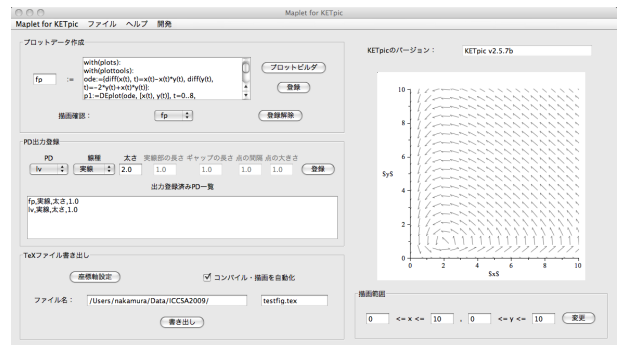 Maplet for KETpic
Maplet for KETpic ファイル ヘルプ 開発
プロットデータ作成
fp := with(plots):
with(plottools):
ode:={diff(x(t), t)=x(t)-x(t)*y(t), diff(y(t),
t)=-2*y(t)+x(t)*y(t)}:
p1:=DEplot(ode, [x(t), y(t)], t=0..8,
プロットビルダ
登録
描画確認： fp 登録解除
PD出力登録
PD 線種 太さ 実線部の長さ ギャップの長さ 点の間隔 点の大きさ
lv 実線 2.0 1.0 1.0 1.0 1.0 登録
出力登録済みPD一覧
fp,実線,太さ,1.0
lv,実線,太さ,1.0
TeXファイル書き出し
座標軸設定 コンパイル・描画を自動化
ファイル名： /Users/nakamura/Data/ICCSA2009/ testfig.tex
書き出し
KETpicのバージョン： KETpic v2.5.7b
10
8
6
SyS
4
2
0
0 2 4 6 8 10
SxS
描画範囲
0 <= x <= 10 , 0 <= y <= 10 変更